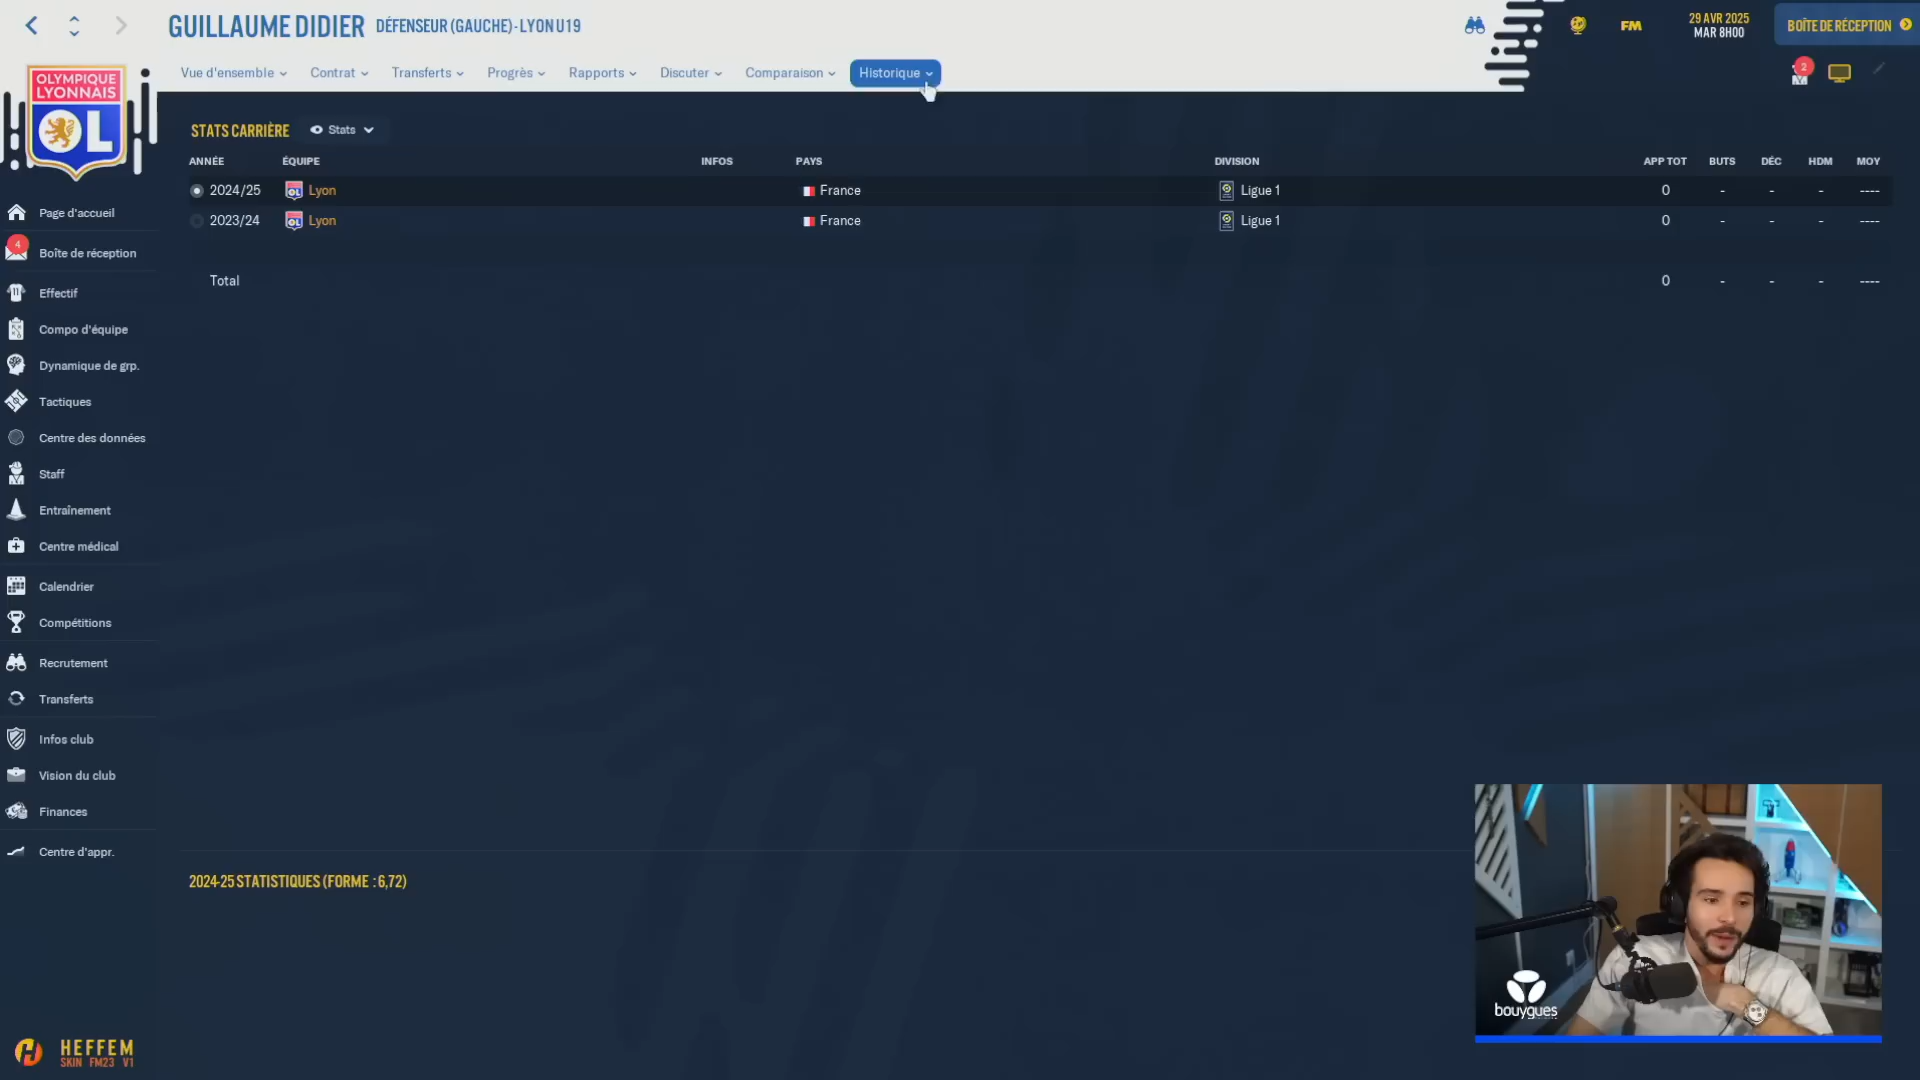 GUILLAUME DIDIER DÉFENSEUR (GAUCHE) - LYON U19
FM
29 AVR 2025
MAR 8H00
BOÎTE DE RÉCEPTION
Vue d'ensemble Contrat Transferts Progrès Rapports Discuter Comparaison Historique
2
OLYMPIQUE
LYONNAIS
OL
STATS CARRIÈRE Stats
ANNÉE ÉQUIPE INFOS PAYS DIVISION APP TOT BUTS DÉC HDM MOY
2024/25 OL Lyon France Ligue 1 0 - - - ----
2023/24 OL Lyon France Ligue 1 0 - - - ----
Total 0 - - - ----
Page d'accueil
4
Boîte de réception
Effectif
Compo d'équipe
Dynamique de grp.
Tactiques
Centre des données
Staff
Entraînement
Centre médical
Calendrier
Compétitions
Recrutement
Transferts
Infos club
Vision du club
Finances
Centre d'appr.
2024-25 STATISTIQUES (FORME : 6,72)
bouygues
HEFFEM
SKIN FM23 V1